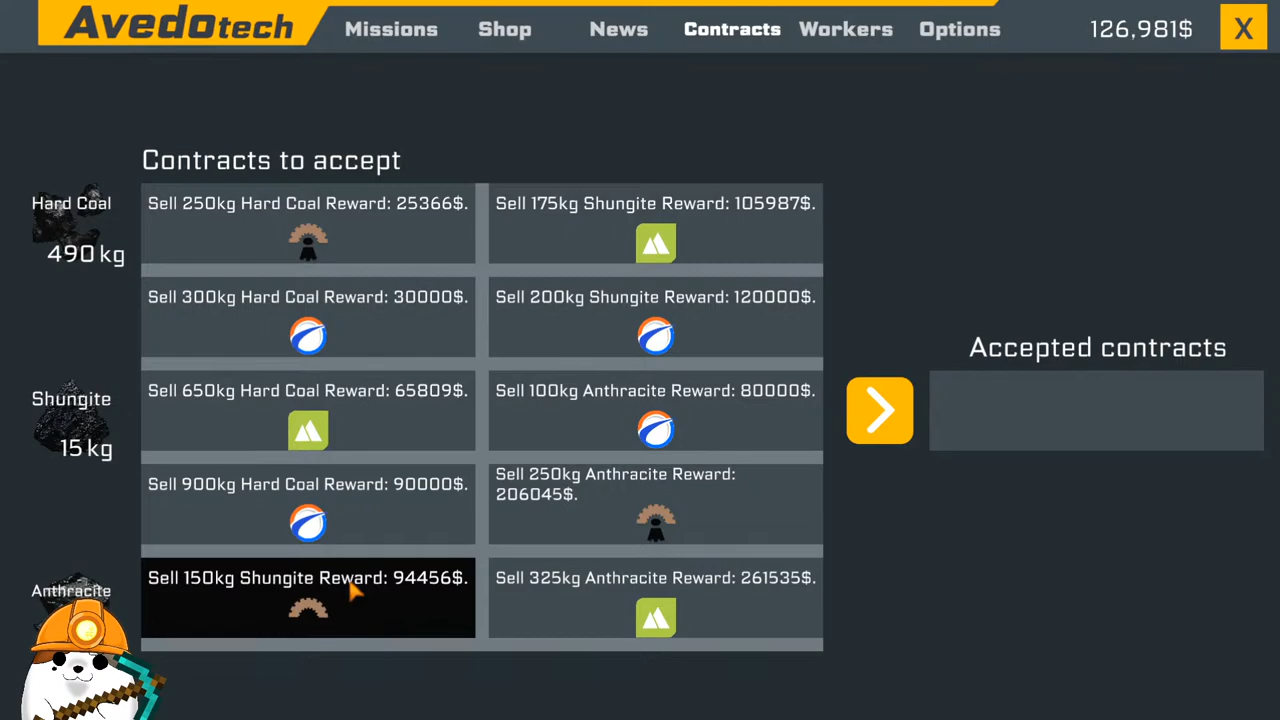 Avedotech
Missions
Shop
News
Contracts
Workers
Options
126,981$
X
Contracts to accept
Hard Coal
490 kg
Sell 250kg Hard Coal Reward: 25366$.
Sell 175kg Shungite Reward: 105987$.
Sell 300kg Hard Coal Reward: 30000$.
Sell 200kg Shungite Reward: 120000$.
Shungite
15 kg
Sell 650kg Hard Coal Reward: 65809$.
Sell 100kg Anthracite Reward: 80000$.
Sell 900kg Hard Coal Reward: 90000$.
Sell 250kg Anthracite Reward:
206045$.
Anthracite
Sell 150kg Shungite Reward: 94456$.
Sell 325kg Anthracite Reward: 261535$.
Accepted contracts